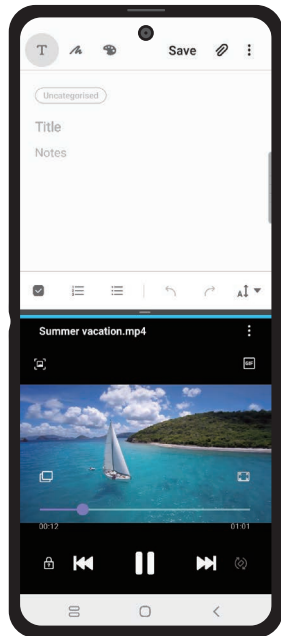 T Save
Uncategorised
Title
Notes
A
Summer vacation.mp4
GIF
00:12 01:01